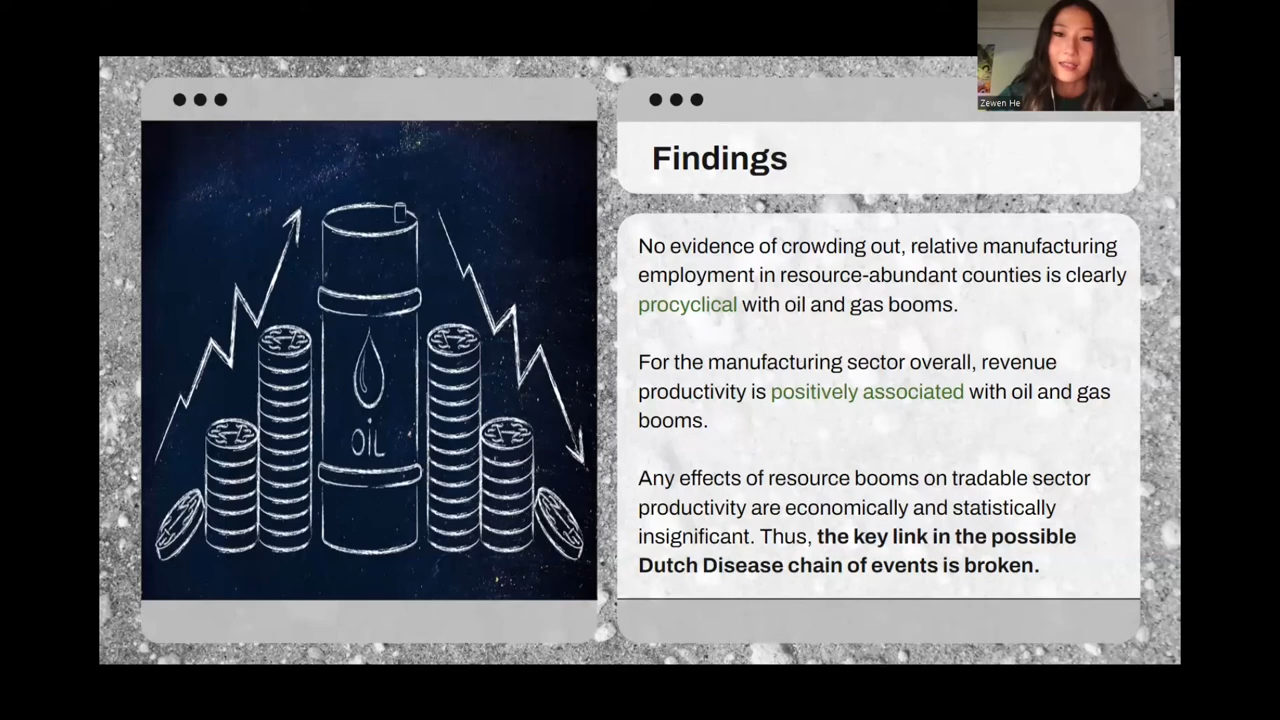 Zewen He
Findings
No evidence of crowding out, relative manufacturing
employment in resource-abundant counties is clearly
procyclical with oil and gas booms.
For the manufacturing sector overall, revenue
productivity is positively associated with oil and gas
booms.
Any effects of resource booms on tradable sector
productivity are economically and statistically
insignificant. Thus, the key link in the possible
Dutch Disease chain of events is broken.
OIL